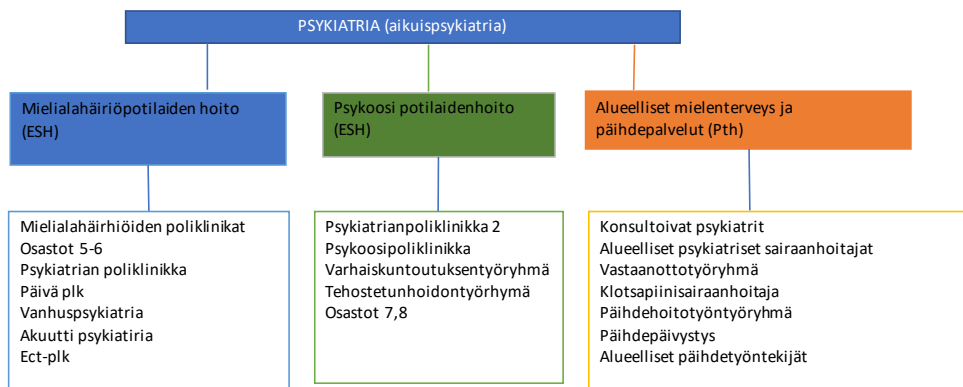 PSYKIATRIA (aikuispsykiatria)
Mielialahäiriöpotilaiden hoito
(ESH)
Psykoosi potilaidenhoito
(ESH)
Alueelliset mielenterveys ja
päihdepalvelut (Pth)
Mielialahäirhiöiden poliklinikat
Osastot 5-6
Psykiatrian poliklinikka
Päivä plk
Vanhuspsykiatria
Akuutti psykiatiria
Ect-plk
Psykiatrianpoliklinikka 2
Psykoosipoliklinikka
Varhaiskuntoutuksentyöryhmä
Tehostetunhoidontyörhymä
Osastot 7,8
Konsultoivat psykiatrit
Alueelliset psykiatriset sairaanhoitajat
Vastaanottotyöryhmä
Klotsapiinisairaanhoitaja
Päihdehoitotyöntyöryhmä
Päihdepäivystys
Alueelliset päihdetyöntekijät